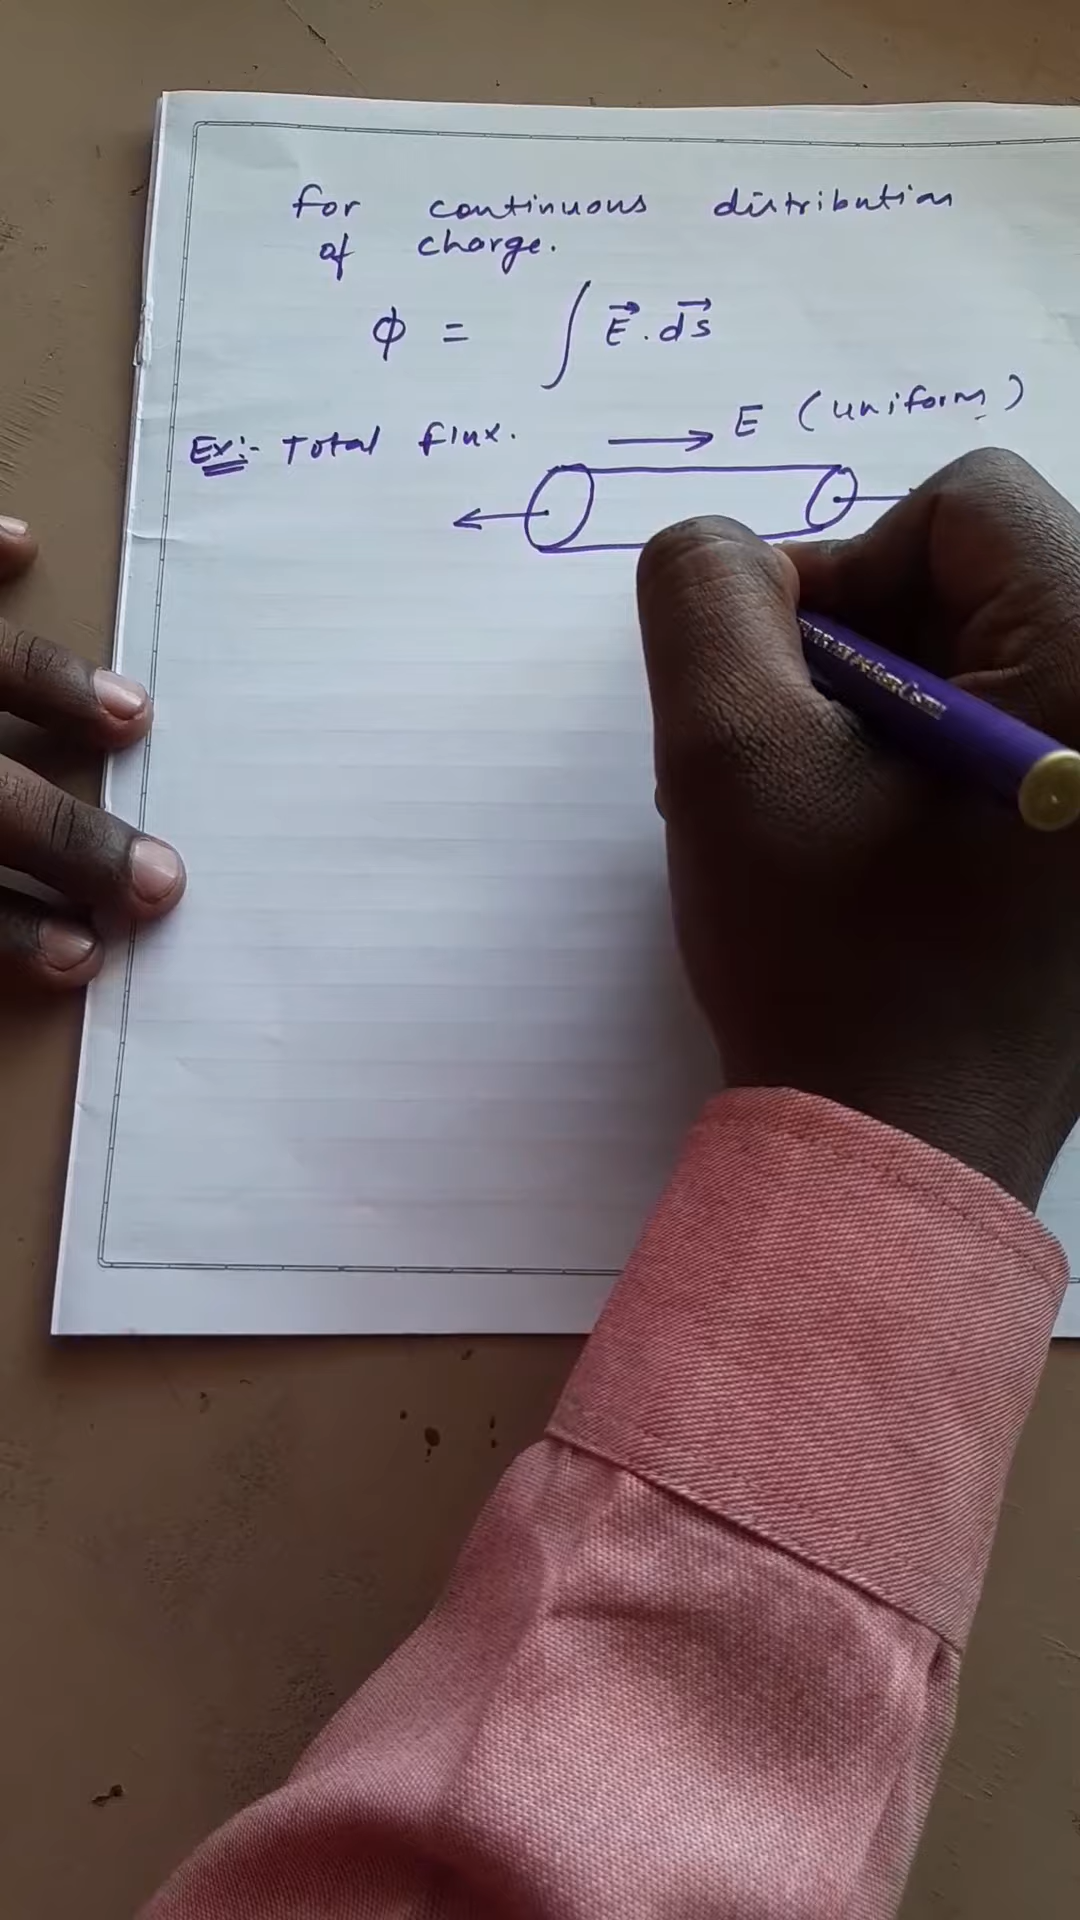 for continuous distribution
of charge.
ϕ = ∫ E⃗ . ds⃗
Ex:- Total flux.
E (uniform)